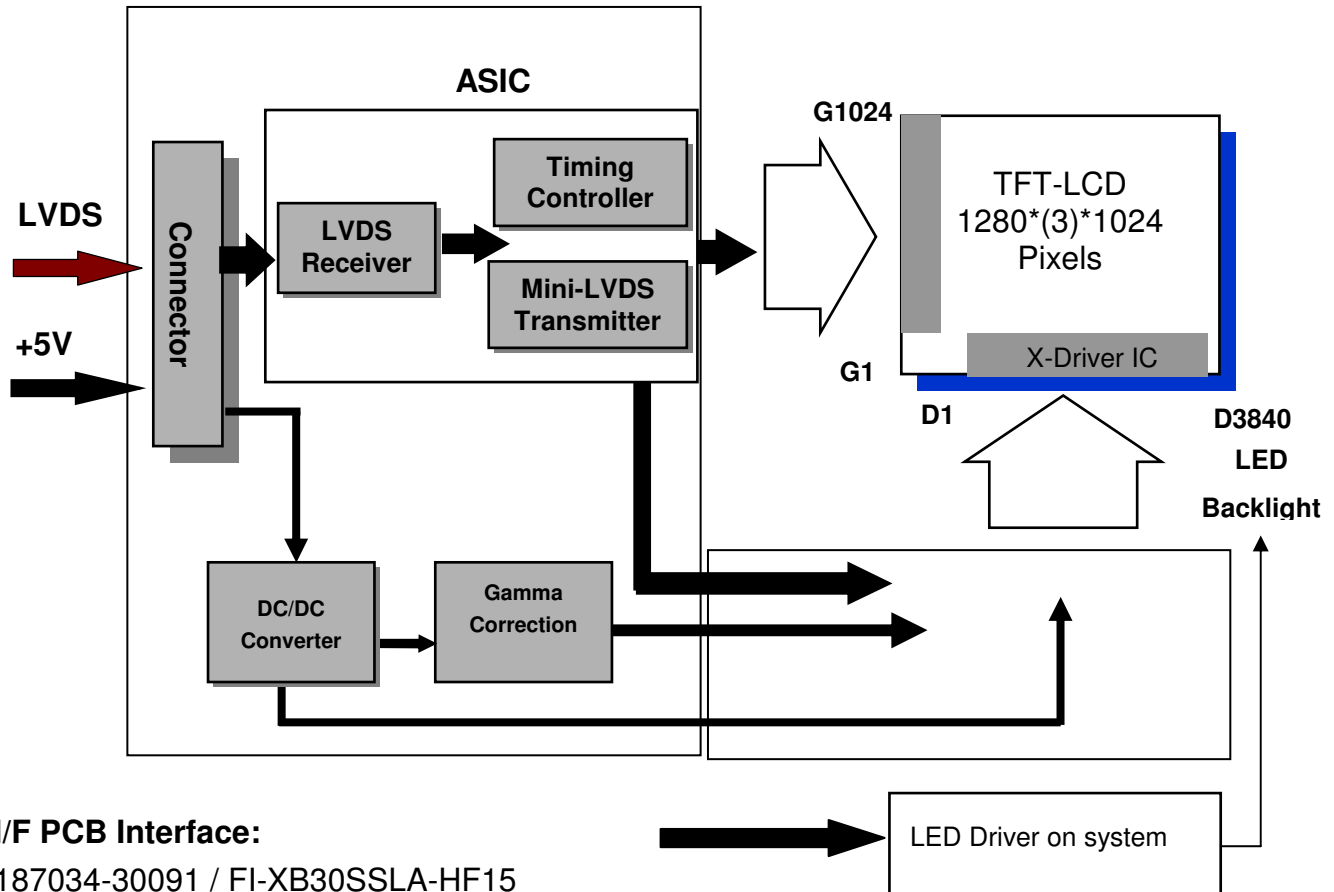 ASIC
G1024
Timing
Controller
TFT-LCD
1280*(3)*1024
Pixels
LVDS
Connector
LVDS
Receiver
Mini-LVDS
Transmitter
+5V
X-Driver IC
G1
D1
D3840
LED
Backlight
DC/DC
Converter
Gamma
Correction
I/F PCB Interface:
187034-30091 / FI-XB30SSLA-HF15
LED Driver on system